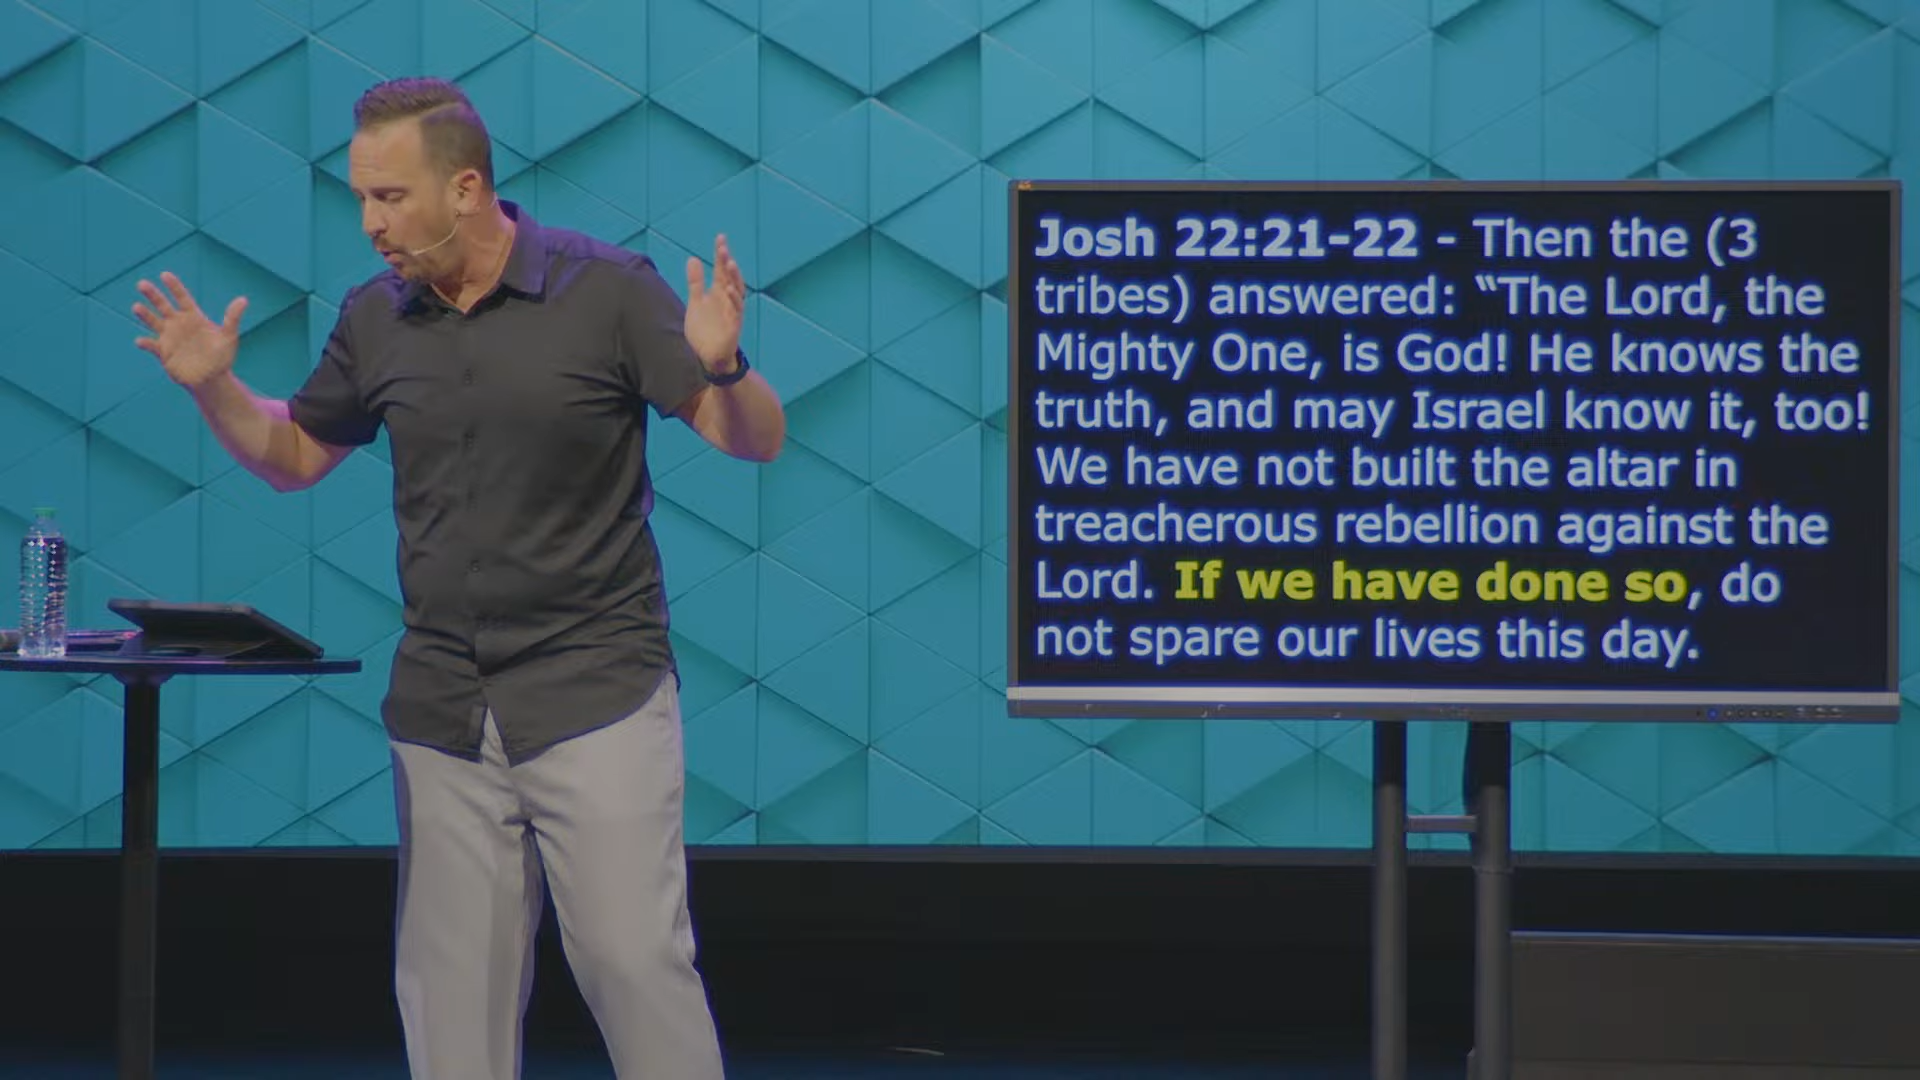 Josh 22:21-22 - Then the (3
tribes) answered: “The Lord, the
Mighty One, is God! He knows the
truth, and may Israel know it, too!
We have not built the altar in
treacherous rebellion against the
Lord. If we have done so, do
not spare our lives this day.